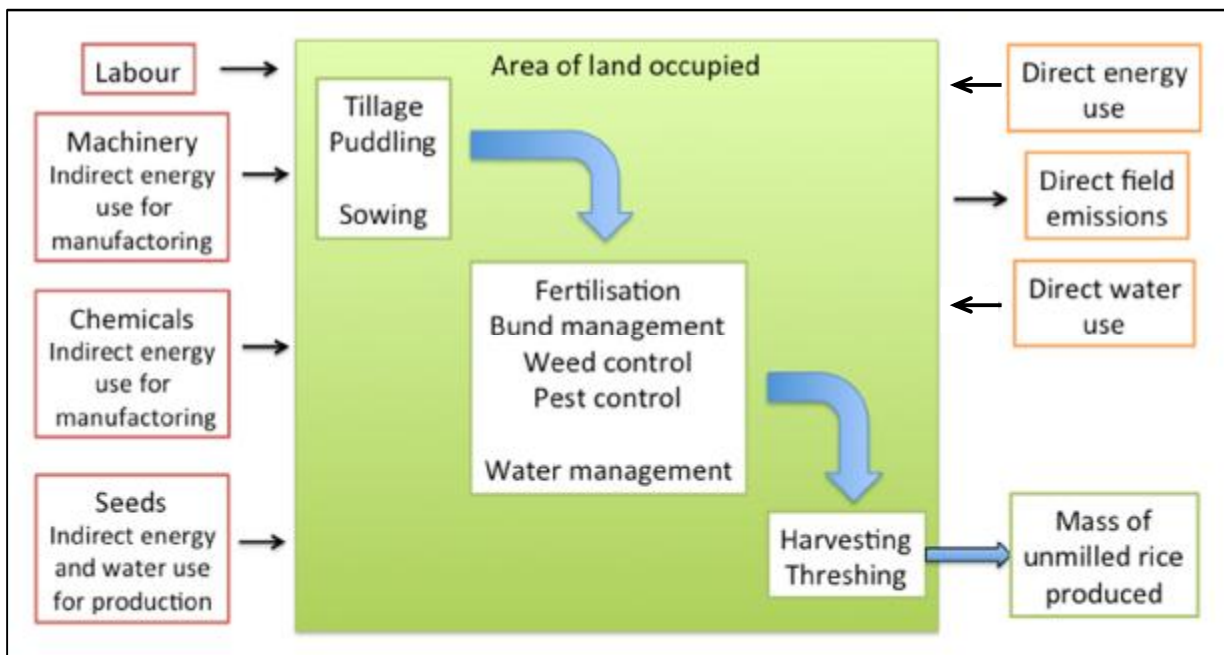 Labour
Machinery
Indirect energy
use for
manufactoring
Chemicals
Indirect energy
use for
manufactoring
Seeds
Indirect energy
and water use
for production
Area of land occupied
Tillage
Puddling
Sowing
Fertilisation
Bund management
Weed control
Pest control
Water management
Harvesting
Threshing
Direct energy
use
Direct field
emissions
Direct water
use
Mass of
unmilled rice
produced